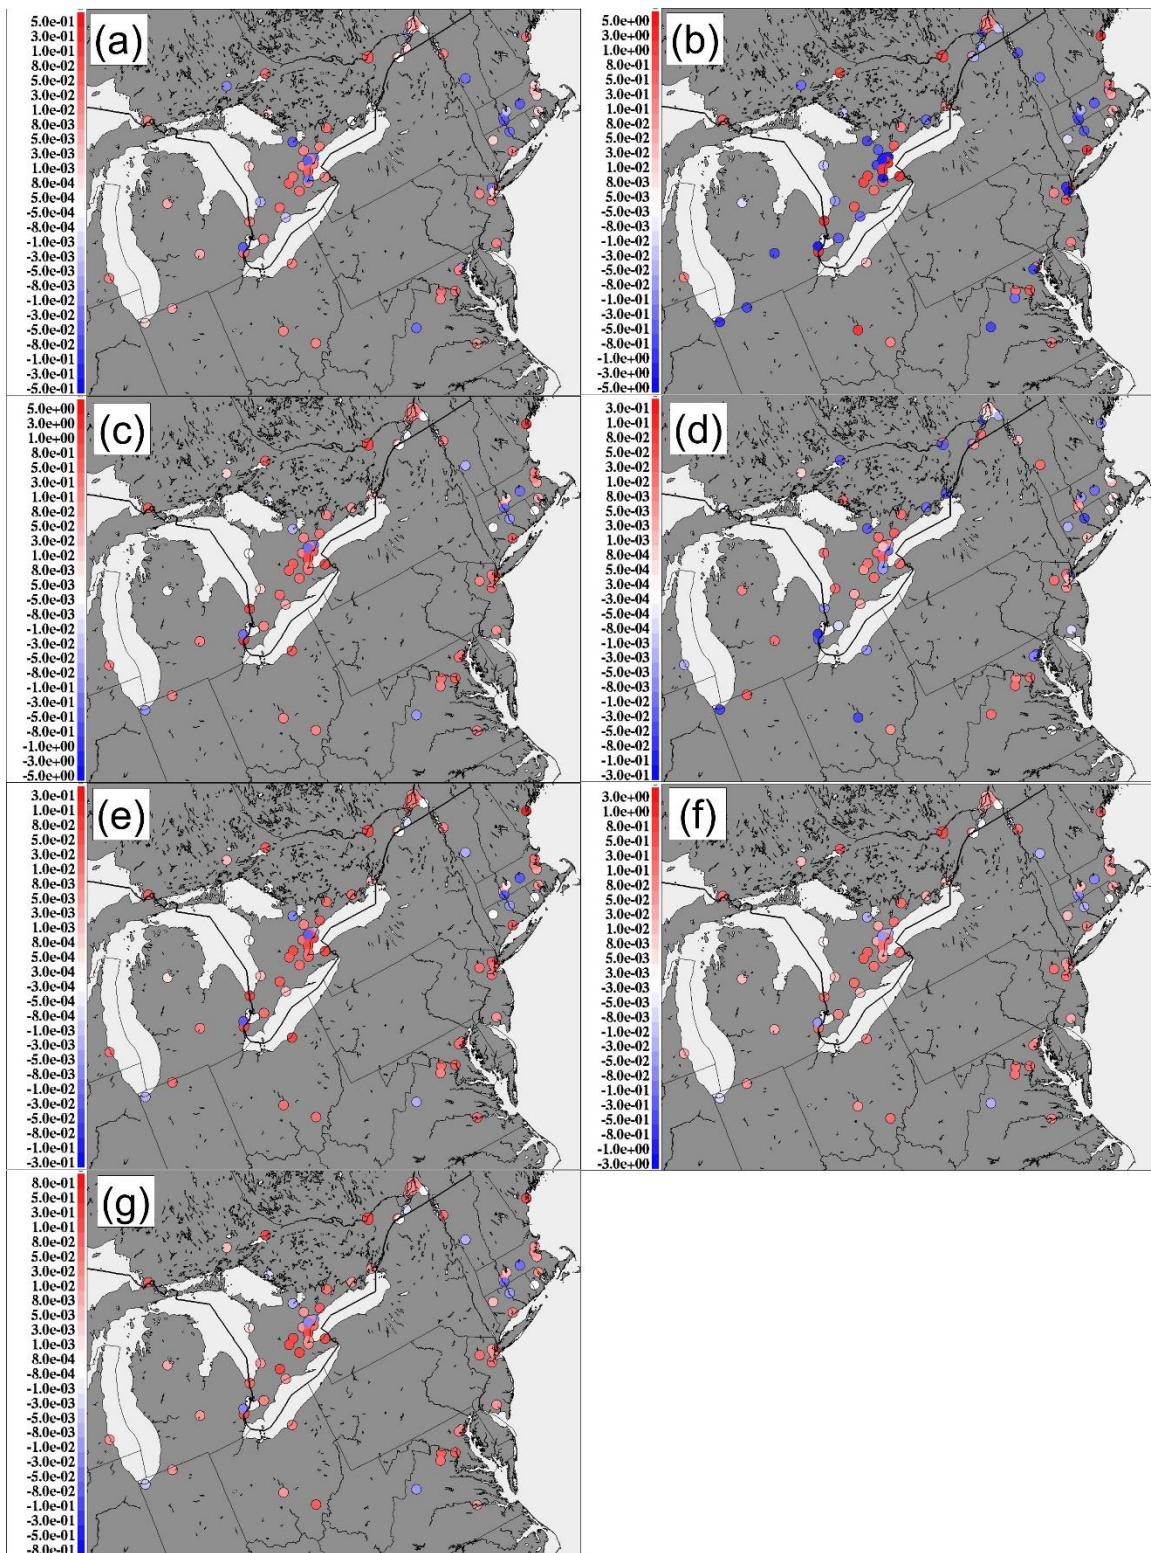 (a)
5.0e-01
3.0e-01
1.0e-01
8.0e-02
5.0e-02
3.0e-02
1.0e-02
8.0e-03
5.0e-03
3.0e-03
1.0e-03
8.0e-04
5.0e-04
-5.0e-04
-8.0e-04
-1.0e-03
-3.0e-03
-5.0e-03
-8.0e-03
-1.0e-02
-3.0e-02
-5.0e-02
-8.0e-02
-1.0e-01
-3.0e-01
-5.0e-01
(b)
5.0e+00
3.0e+00
1.0e+00
8.0e-01
5.0e-01
3.0e-01
1.0e-01
8.0e-02
5.0e-02
3.0e-02
1.0e-02
8.0e-03
5.0e-03
-5.0e-03
-8.0e-03
-1.0e-02
-3.0e-02
-5.0e-02
-8.0e-02
-1.0e-01
-3.0e-01
-5.0e-01
-8.0e-01
-1.0e+00
-3.0e+00
-5.0e+00
(c)
5.0e+00
3.0e+00
1.0e+00
8.0e-01
5.0e-01
3.0e-01
1.0e-01
8.0e-02
5.0e-02
3.0e-02
1.0e-02
8.0e-03
5.0e-03
-5.0e-03
-8.0e-03
-1.0e-02
-3.0e-02
-5.0e-02
-8.0e-02
-1.0e-01
-3.0e-01
-5.0e-01
-8.0e-01
-1.0e+00
-3.0e+00
-5.0e+00
(d)
3.0e-01
1.0e-01
8.0e-02
5.0e-02
3.0e-02
1.0e-02
8.0e-03
5.0e-03
3.0e-03
1.0e-03
8.0e-04
5.0e-04
3.0e-04
-3.0e-04
-5.0e-04
-8.0e-04
-1.0e-03
-3.0e-03
-5.0e-03
-8.0e-03
-1.0e-02
-3.0e-02
-5.0e-02
-8.0e-02
-1.0e-01
-3.0e-01
(e)
3.0e-01
1.0e-01
8.0e-02
5.0e-02
3.0e-02
1.0e-02
8.0e-03
5.0e-03
3.0e-03
1.0e-03
8.0e-04
5.0e-04
3.0e-04
-3.0e-04
-5.0e-04
-8.0e-04
-1.0e-03
-3.0e-03
-5.0e-03
-8.0e-03
-1.0e-02
-3.0e-02
-5.0e-02
-8.0e-02
-1.0e-01
-3.0e-01
(f)
3.0e+00
1.0e+00
8.0e-01
5.0e-01
3.0e-01
1.0e-01
8.0e-02
5.0e-02
3.0e-02
1.0e-02
8.0e-03
5.0e-03
3.0e-03
-3.0e-03
-5.0e-03
-8.0e-03
-1.0e-02
-3.0e-02
-5.0e-02
-8.0e-02
-1.0e-01
-3.0e-01
-5.0e-01
-8.0e-01
-1.0e+00
-3.0e+00
(g)
8.0e-01
5.0e-01
3.0e-01
1.0e-01
8.0e-02
5.0e-02
3.0e-02
1.0e-02
8.0e-03
5.0e-03
3.0e-03
1.0e-03
8.0e-04
-8.0e-04
-1.0e-03
-3.0e-03
-5.0e-03
-8.0e-03
-1.0e-02
-3.0e-02
-5.0e-02
-8.0e-02
-1.0e-01
-3.0e-01
-5.0e-01
-8.0e-01